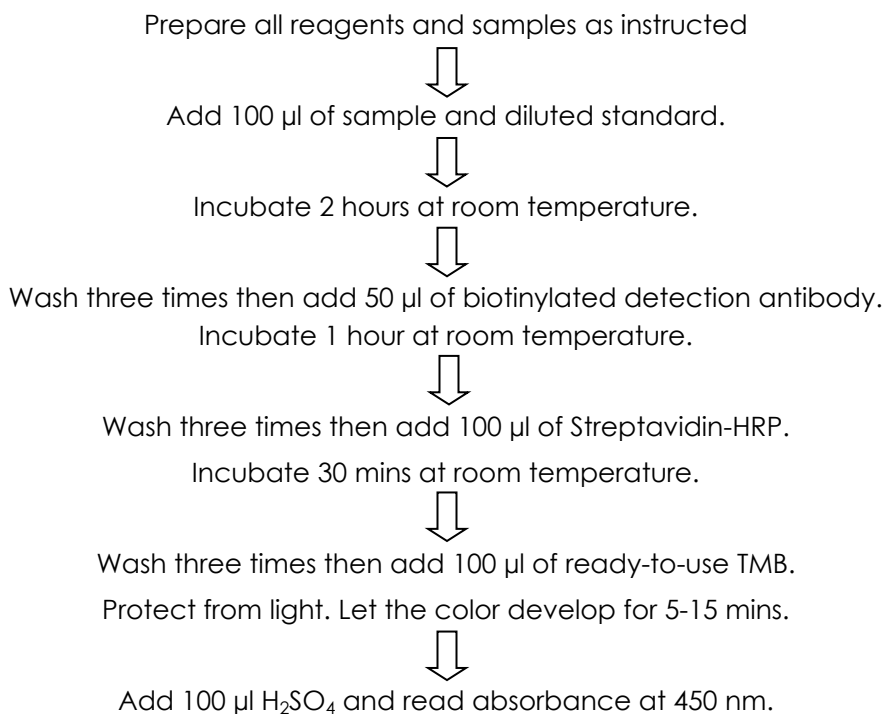 Prepare all reagents and samples as instructed
Add 100 µl of sample and diluted standard.
Incubate 2 hours at room temperature.
Wash three times then add 50 µl of biotinylated detection antibody.
Incubate 1 hour at room temperature.
Wash three times then add 100 µl of Streptavidin-HRP.
Incubate 30 mins at room temperature.
Wash three times then add 100 µl of ready-to-use TMB.
Protect from light. Let the color develop for 5-15 mins.
Add 100 µl H₂SO₄ and read absorbance at 450 nm.